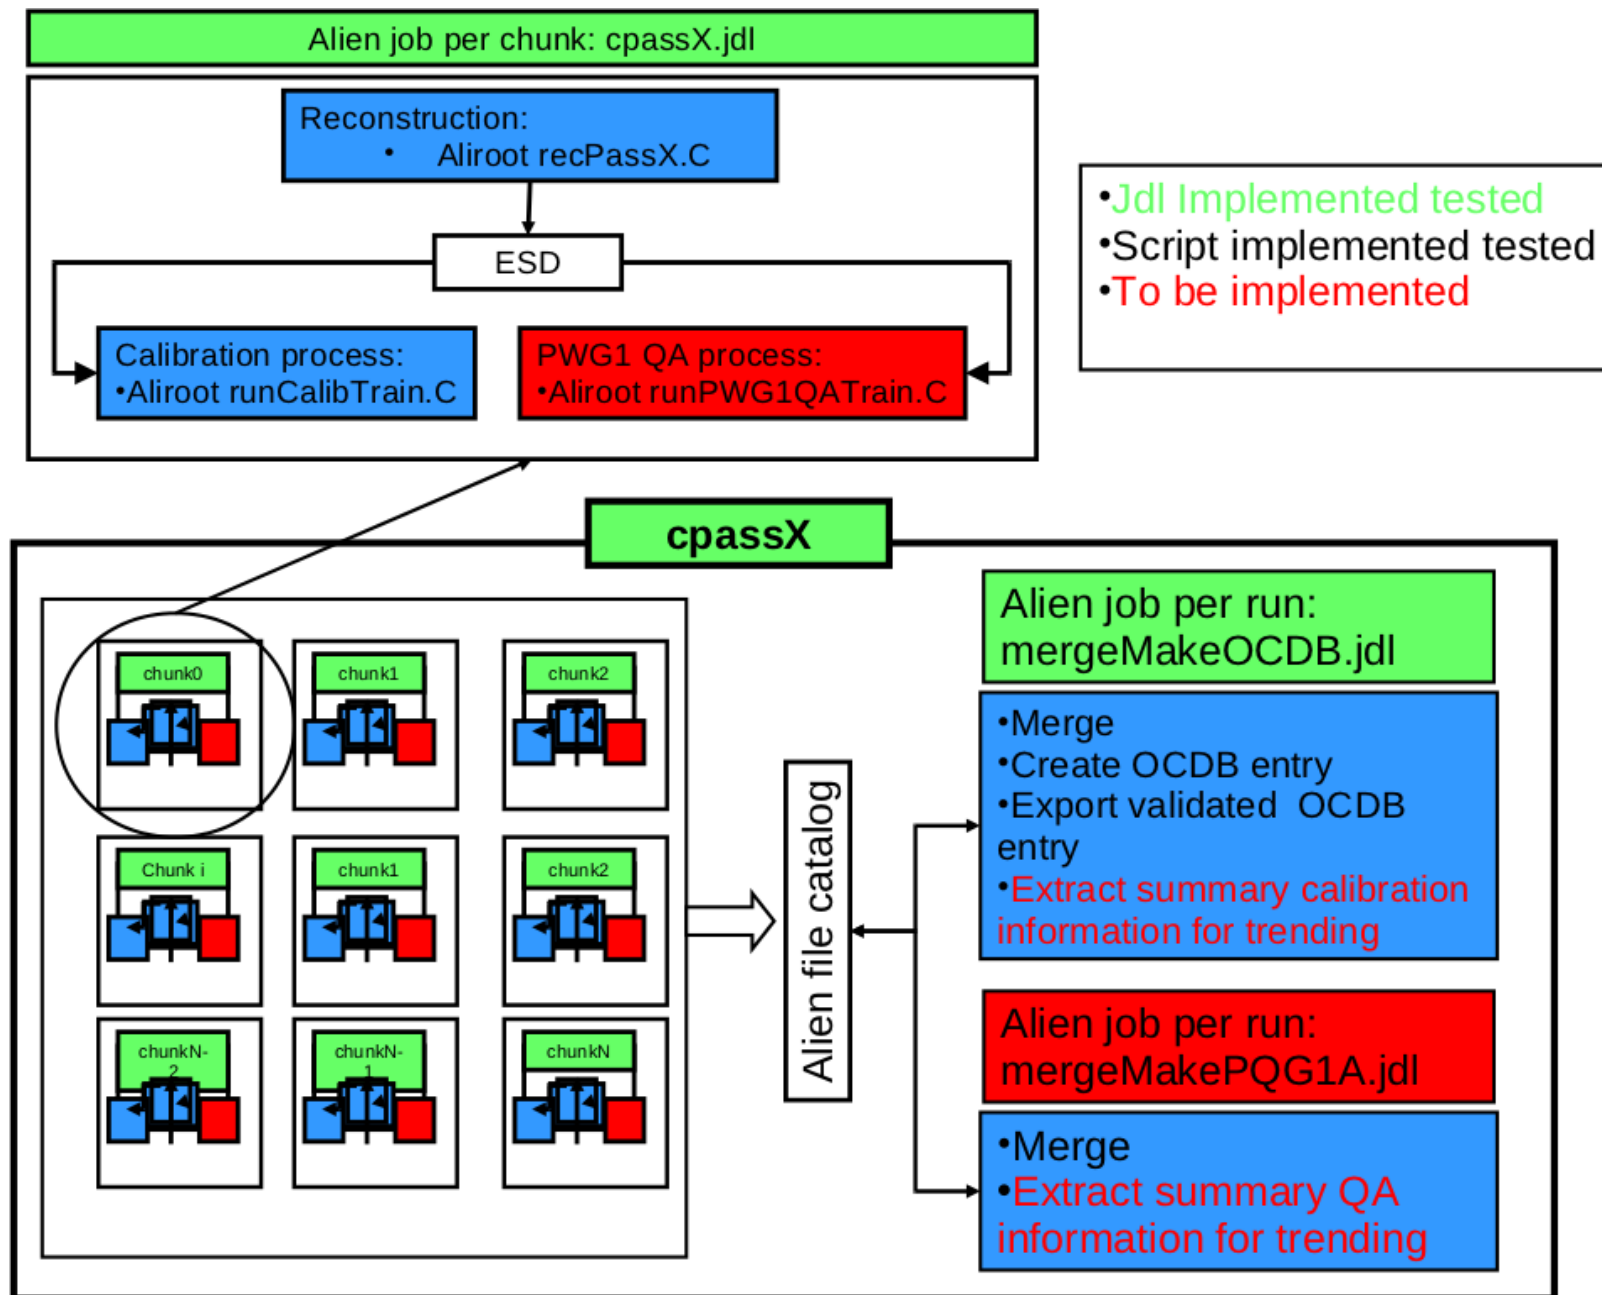 Alien job per chunk: cpassX.jdl
Reconstruction:
• Aliroot recPassX.C
ESD
Calibration process:
•Aliroot runCalibTrain.C
PWG1 QA process:
•Aliroot runPWG1QATrain.C
•Jdl Implemented tested
•Script implemented tested
•To be implemented
cpassX
chunk0
chunk1
chunk2
Chunk i
chunk1
chunk2
chunkN-
2
chunkN-
1
chunkN
Alien file catalog
Alien job per run:
mergeMakeOCDB.jdl
•Merge
•Create OCDB entry
•Export validated OCDB
entry
•Extract summary calibration
information for trending
Alien job per run:
mergeMakePQG1A.jdl
•Merge
•Extract summary QA
information for trending